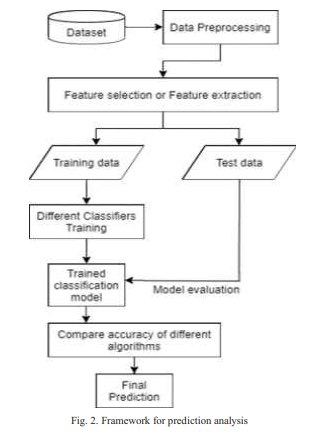 Dataset
Data Preprocessing
Feature selection or Feature extraction
Training data
Test data
Different Classifiers
Training
Trained
classification
model
Model evaluation
Compare accuracy of different
algorithms
Final
Prediction
Fig. 2. Framework for prediction analysis